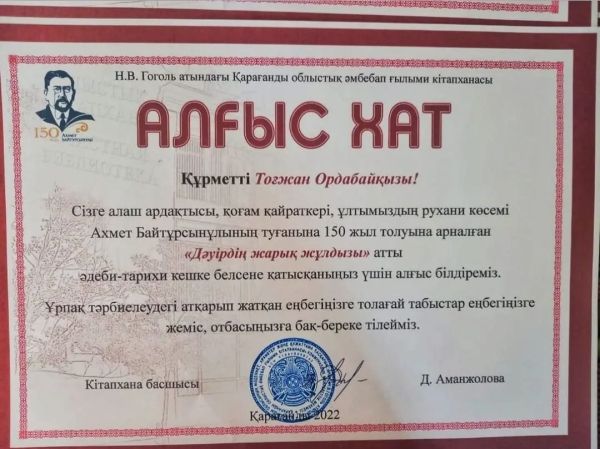 Н.В. Гоголь атындағы Қарағанды облыстық әмбебап ғылыми кітапханасы
150 Ахмет
БАЙТҰРСЫНҰЛЫ
АЛҒЫС ХАТ
Құрметті Тоғжан Ордабайқызы!
Сізге алаш ардақтысы, қоғам қайраткері, ұлтымыздың рухани көсемі
Ахмет Байтұрсынұлының туғанына 150 жыл толуына арналған
«Дәуірдің жарық жұлдызы» атты
әдеби-тарихи кешке белсене қатысқаныңыз үшін алғыс білдіреміз.
Ұрпақ тәрбиелеудегі атқарып жатқан еңбегіңізге толағай табыстар еңбегіңізге
жеміс, отбасыңызға бақ-береке тілейміз.
Кітапхана басшысы
Д. Аманжолова
Қарағанды 2022